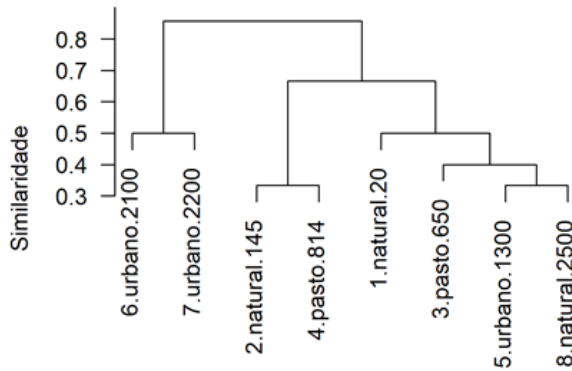 Similaridade
0.8
0.7
0.6
0.5
0.4
0.3
6.urbano.2100
7.urbano.2200
2.natural.145
4.pasto.814
1.natural.20
3.pasto.650
5.urbano.1300
8.natural.2500